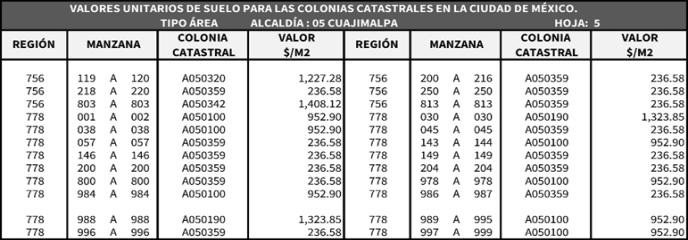 VALORES UNITARIOS DE SUELO PARA LAS COLONIAS CATASTRALES EN LA CIUDAD DE MÉXICO.
TIPO ÁREA ALCALDÍA : 05 CUAJIMALPA HOJA: 5
REGIÓN MANZANA COLONIA CATASTRAL VALOR $/M2 REGIÓN MANZANA COLONIA CATASTRAL VALOR $/M2
756 119 A 120 A050320 1,227.28 756 200 A 216 A050359 236.58
756 218 A 220 A050359 236.58 756 250 A 250 A050359 236.58
756 803 A 803 A050342 1,408.12 756 813 A 813 A050359 236.58
778 001 A 002 A050100 952.90 778 030 A 030 A050190 1,323.85
778 038 A 038 A050100 952.90 778 045 A 045 A050359 236.58
778 057 A 057 A050359 236.58 778 143 A 144 A050100 952.90
778 146 A 146 A050359 236.58 778 149 A 149 A050359 236.58
778 200 A 200 A050359 236.58 778 204 A 204 A050359 236.58
778 800 A 800 A050359 236.58 778 978 A 978 A050100 952.90
778 984 A 984 A050100 952.90 778 986 A 987 A050359 236.58
778 988 A 988 A050190 1,323.85 778 989 A 995 A050100 952.90
778 996 A 996 A050359 236.58 778 997 A 999 A050100 952.90